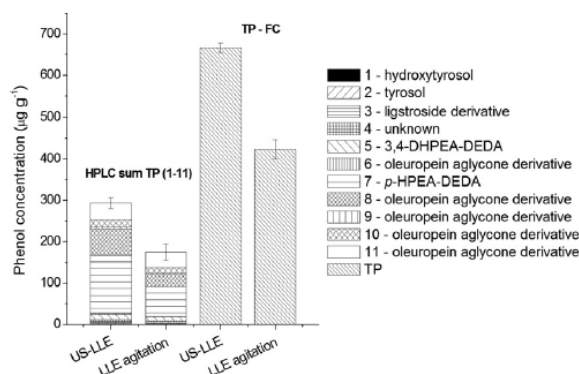 TP - FC
700
600
500
400
300
200
100
0
Phenol concentration (µg g⁻¹)
HPLC sum TP (1-11)
US-LLE
LLE agitation
US-LLE
LLE agitation
1 - hydroxytyrosol
2 - tyrosol
3 - ligstroside derivative
4 - unknown
5 - 3,4-DHPEA-DEDA
6 - oleuropein aglycone derivative
7 - p-HPEA-DEDA
8 - oleuropein aglycone derivative
9 - oleuropein aglycone derivative
10 - oleuropein aglycone derivative
11 - oleuropein aglycone derivative
TP